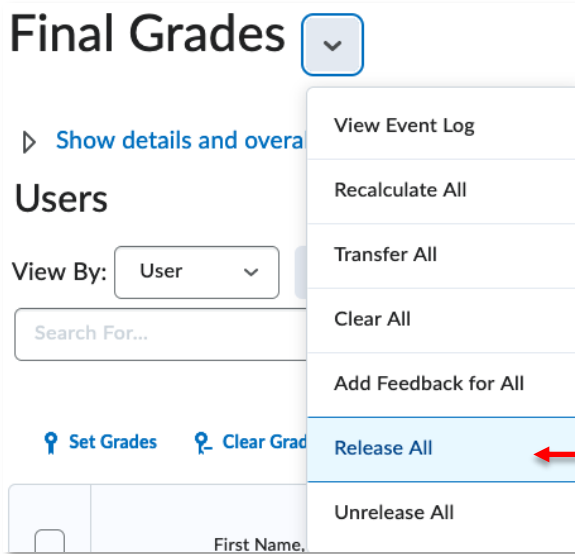 Final Grades
View Event Log
Show details and overa
Recalculate All
Users
Transfer All
View By: User
Clear All
Search For...
Add Feedback for All
Set Grades Clear Grad
Release All
Unrelease All
First Name,